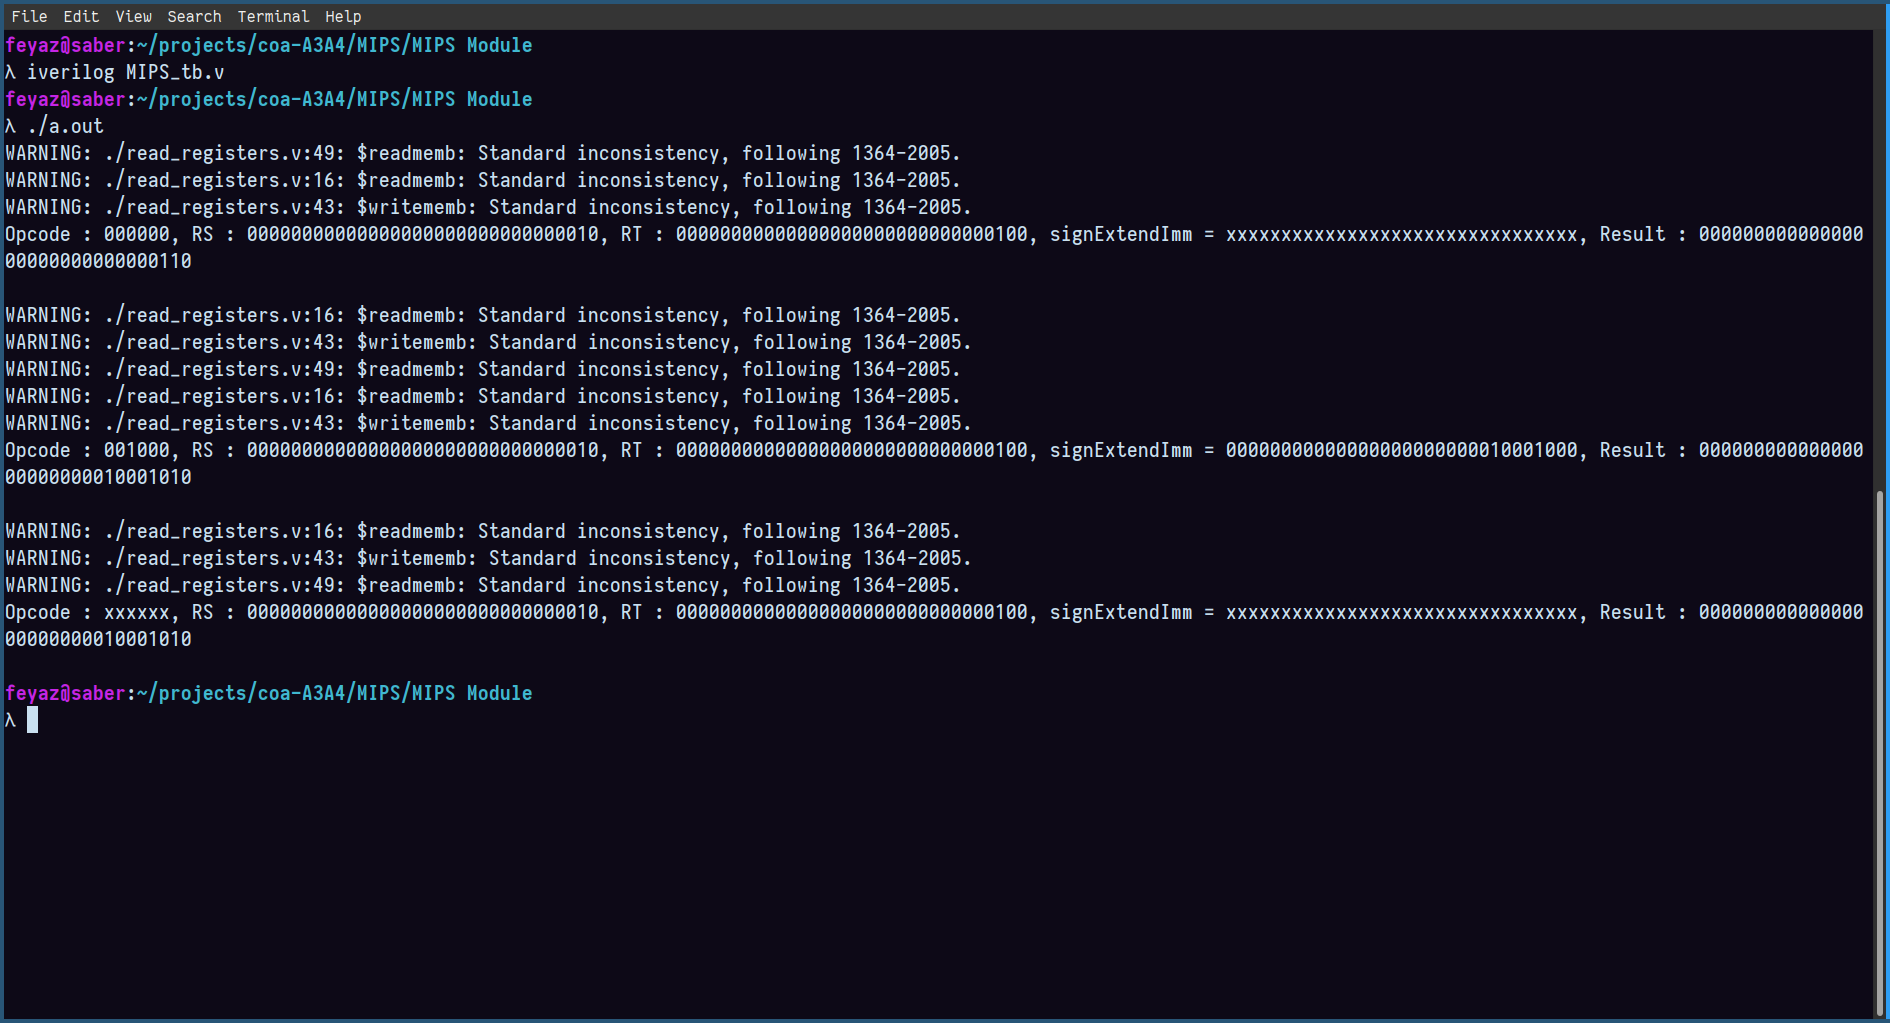 File Edit View Search Terminal Help
feyaz@saber:~/projects/coa-A3A4/MIPS/MIPS Module
λ iverilog MIPS_tb.v
feyaz@saber:~/projects/coa-A3A4/MIPS/MIPS Module
λ ./a.out
WARNING: ./read_registers.v:49: $readmemb: Standard inconsistency, following 1364-2005.
WARNING: ./read_registers.v:16: $readmemb: Standard inconsistency, following 1364-2005.
WARNING: ./read_registers.v:43: $writememb: Standard inconsistency, following 1364-2005.
Opcode : 000000, RS : 00000000000000000000000000000010, RT : 00000000000000000000000000000100, signExtendImm = xxxxxxxxxxxxxxxxxxxxxxxxxxxxxxxx, Result : 000000000000000
00000000000000110
WARNING: ./read_registers.v:16: $readmemb: Standard inconsistency, following 1364-2005.
WARNING: ./read_registers.v:43: $writememb: Standard inconsistency, following 1364-2005.
WARNING: ./read_registers.v:49: $readmemb: Standard inconsistency, following 1364-2005.
WARNING: ./read_registers.v:16: $readmemb: Standard inconsistency, following 1364-2005.
WARNING: ./read_registers.v:43: $writememb: Standard inconsistency, following 1364-2005.
Opcode : 001000, RS : 00000000000000000000000000000010, RT : 00000000000000000000000000000100, signExtendImm = 00000000000000000000000010001000, Result : 000000000000000
00000000010001010
WARNING: ./read_registers.v:16: $readmemb: Standard inconsistency, following 1364-2005.
WARNING: ./read_registers.v:43: $writememb: Standard inconsistency, following 1364-2005.
WARNING: ./read_registers.v:49: $readmemb: Standard inconsistency, following 1364-2005.
Opcode : xxxxxx, RS : 00000000000000000000000000000010, RT : 00000000000000000000000000000100, signExtendImm = xxxxxxxxxxxxxxxxxxxxxxxxxxxxxxxx, Result : 000000000000000
00000000010001010
feyaz@saber:~/projects/coa-A3A4/MIPS/MIPS Module
λ